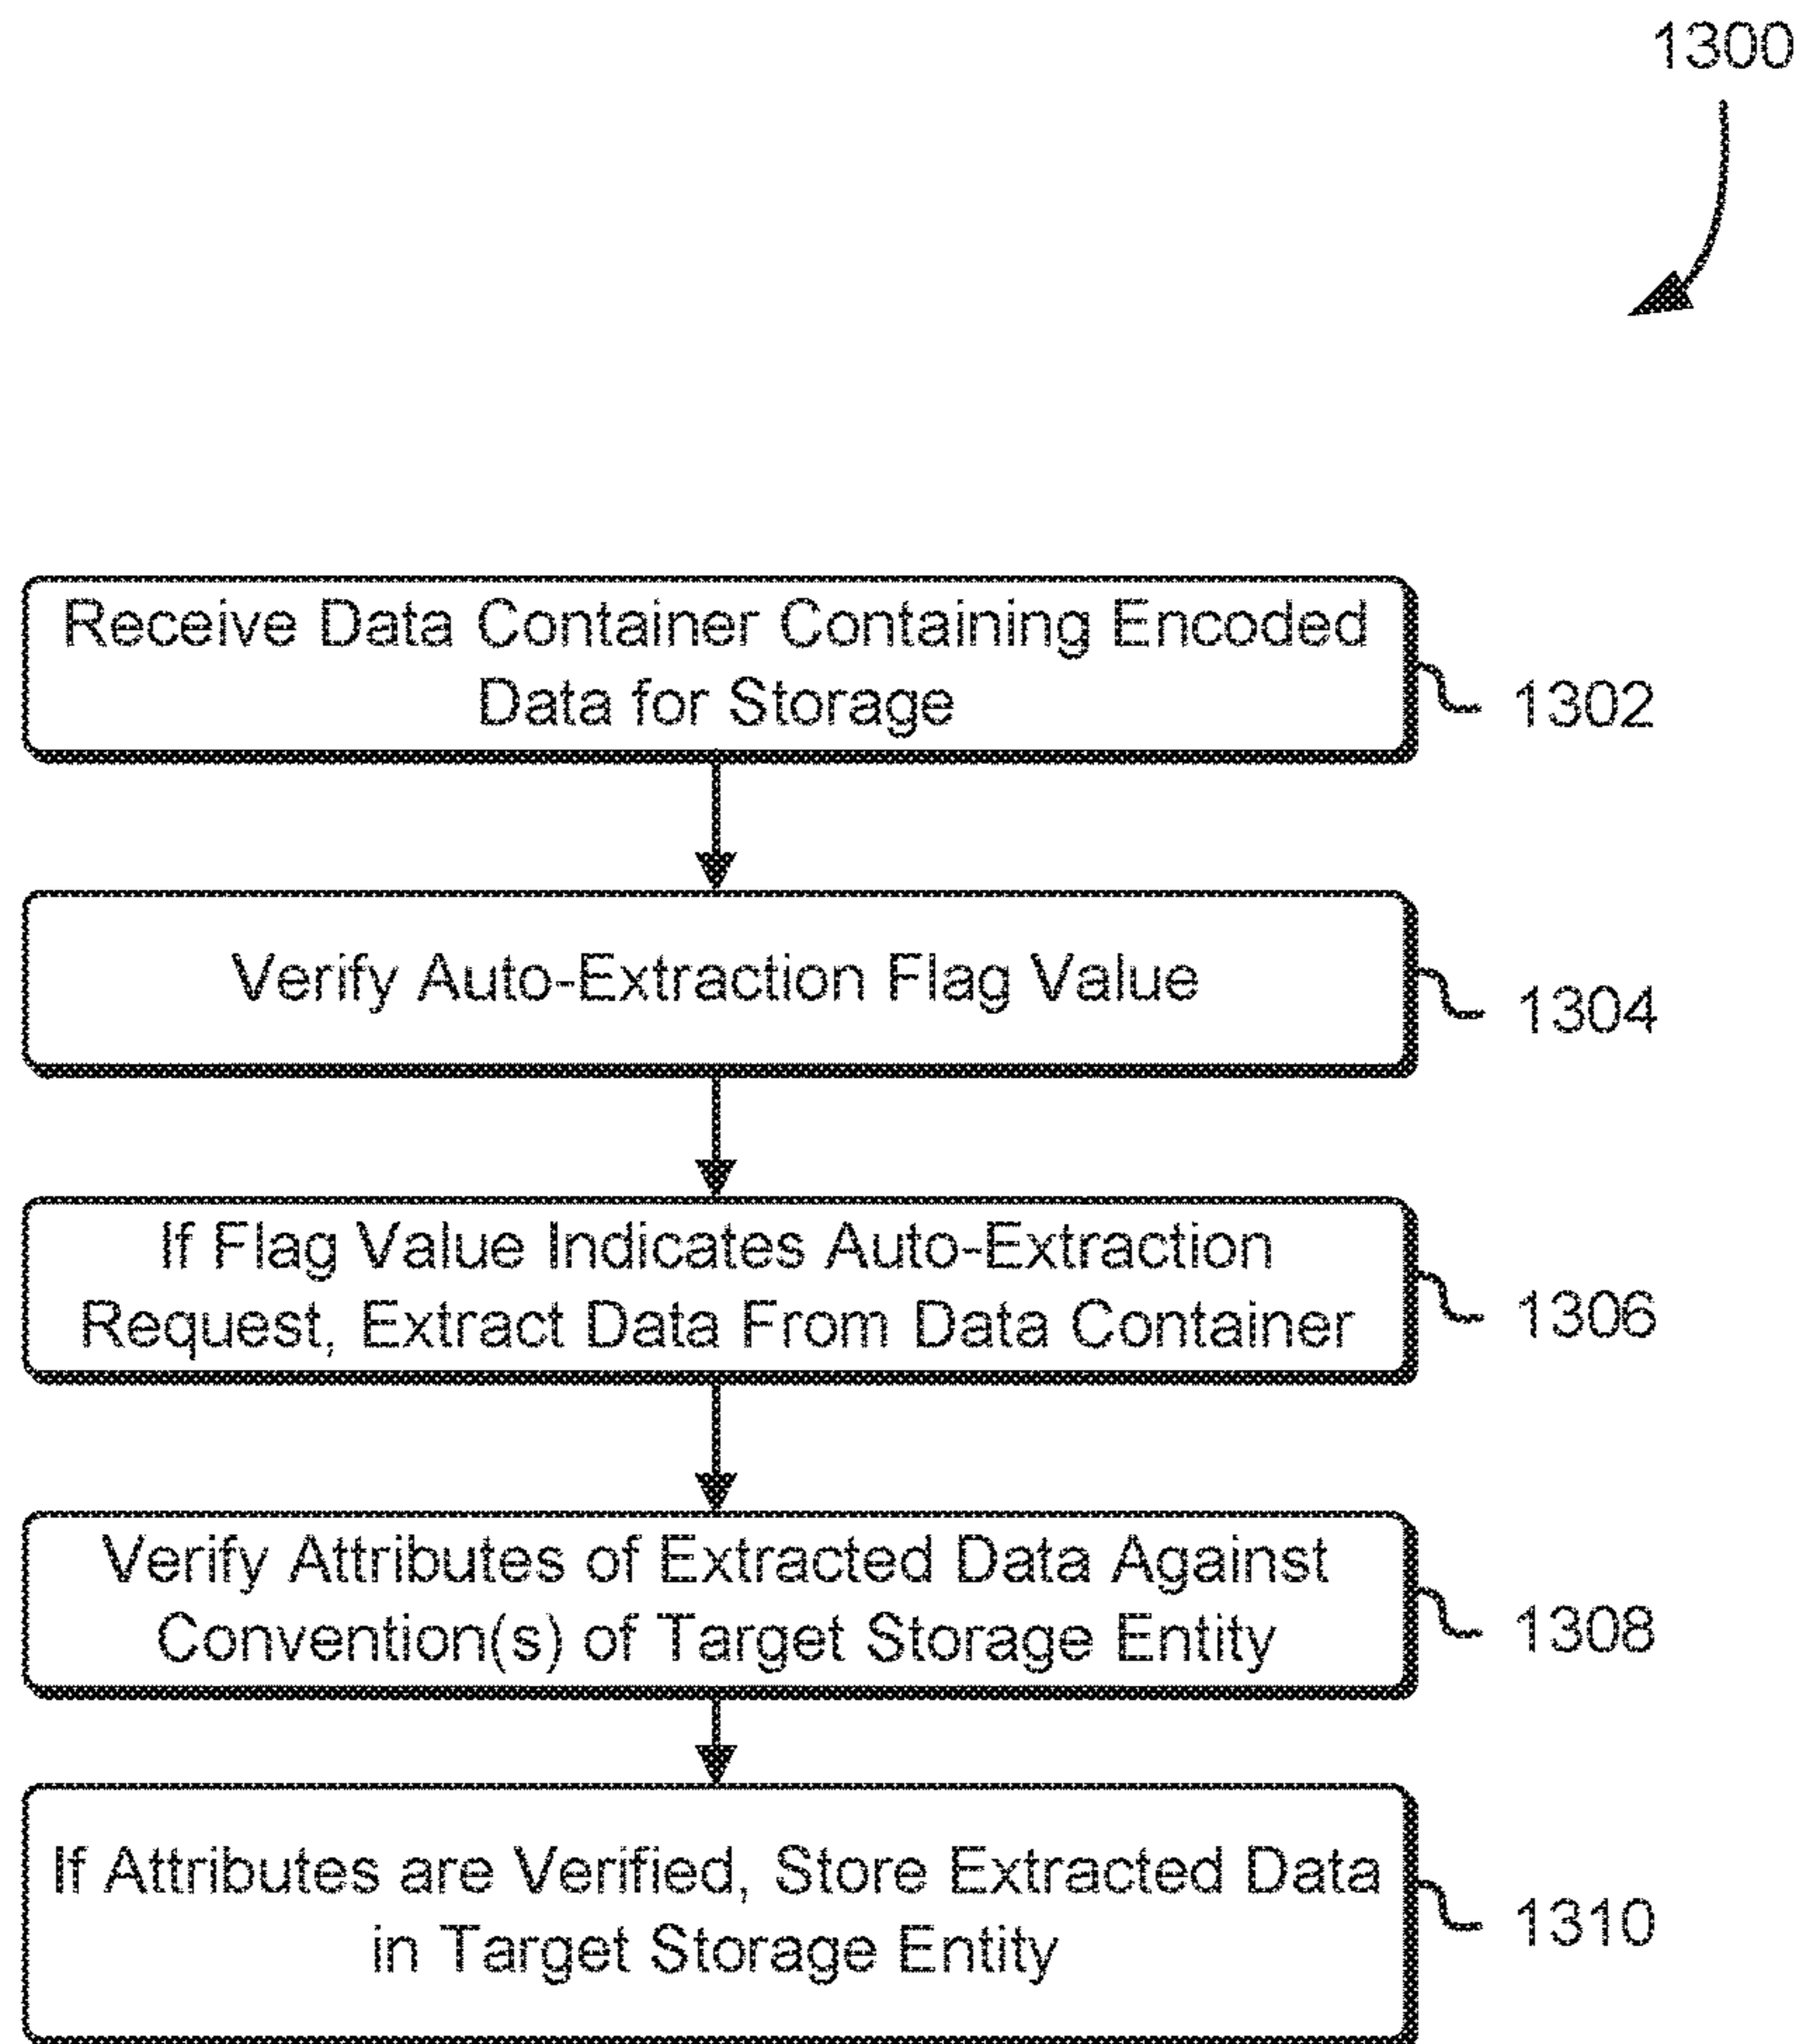 1300
Receive Data Container Containing Encoded
Data for Storage
1302
Verify Auto-Extraction Flag Value
1304
If Flag Value Indicates Auto-Extraction
Request, Extract Data From Data Container
1306
Verify Attributes of Extracted Data Against
Convention(s) of Target Storage Entity
1308
If Attributes are Verified, Store Extracted Data
in Target Storage Entity
1310